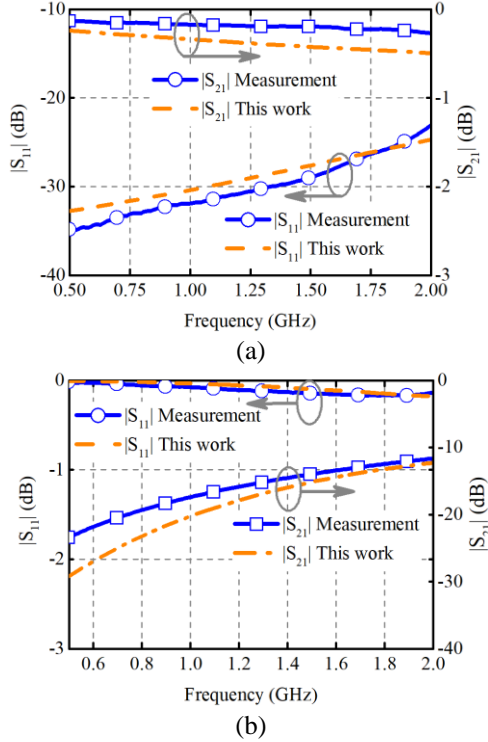 -10 0
|S21| Measurement
|S21| This work
-20 -1
|S11| (dB)
|S21| (dB)
-30 -2
|S11| Measurement
|S11| This work
-40 -3
0.50 0.75 1.00 1.25 1.50 1.75 2.00
Frequency (GHz)
(a)
0 0
|S11| Measurement
|S11| This work
-1 -10
|S11| (dB)
|S21| (dB)
-20
|S21| Measurement
|S21| This work
-2 -30
-3 -40
0.6 0.8 1.0 1.2 1.4 1.6 1.8 2.0
Frequency (GHz)
(b)